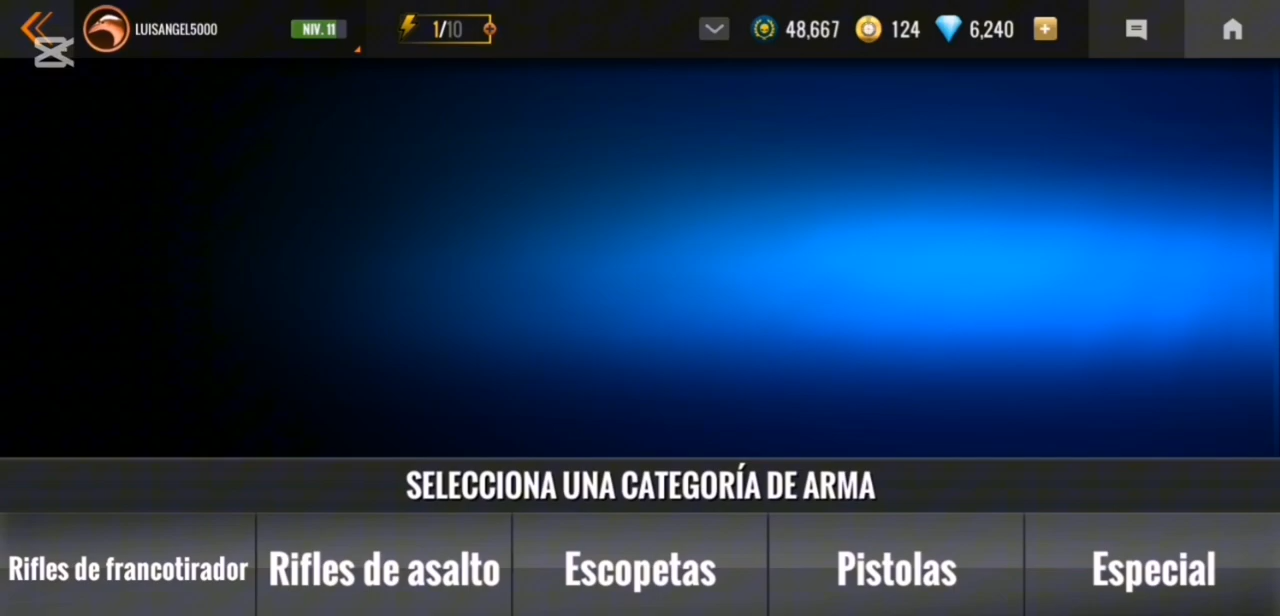 LUISANGEL5000 NIV. 11 1/10 48,667 124 6,240
SELECCIONA UNA CATEGORÍA DE ARMA
Rifles de francotirador Rifles de asalto Escopetas Pistolas Especial